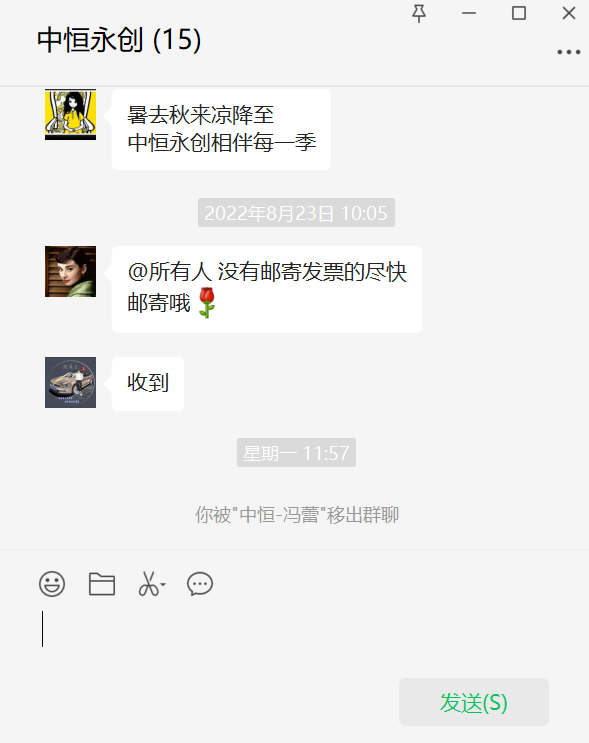 中恒永创 (15)
暑去秋来凉降至
中恒永创相伴每一季
2022年8月23日 10:05
@所有人 没有邮寄发票的尽快
邮寄哦
收到
星期一 11:57
你被"中恒-冯蕾"移出群聊
发送(S)